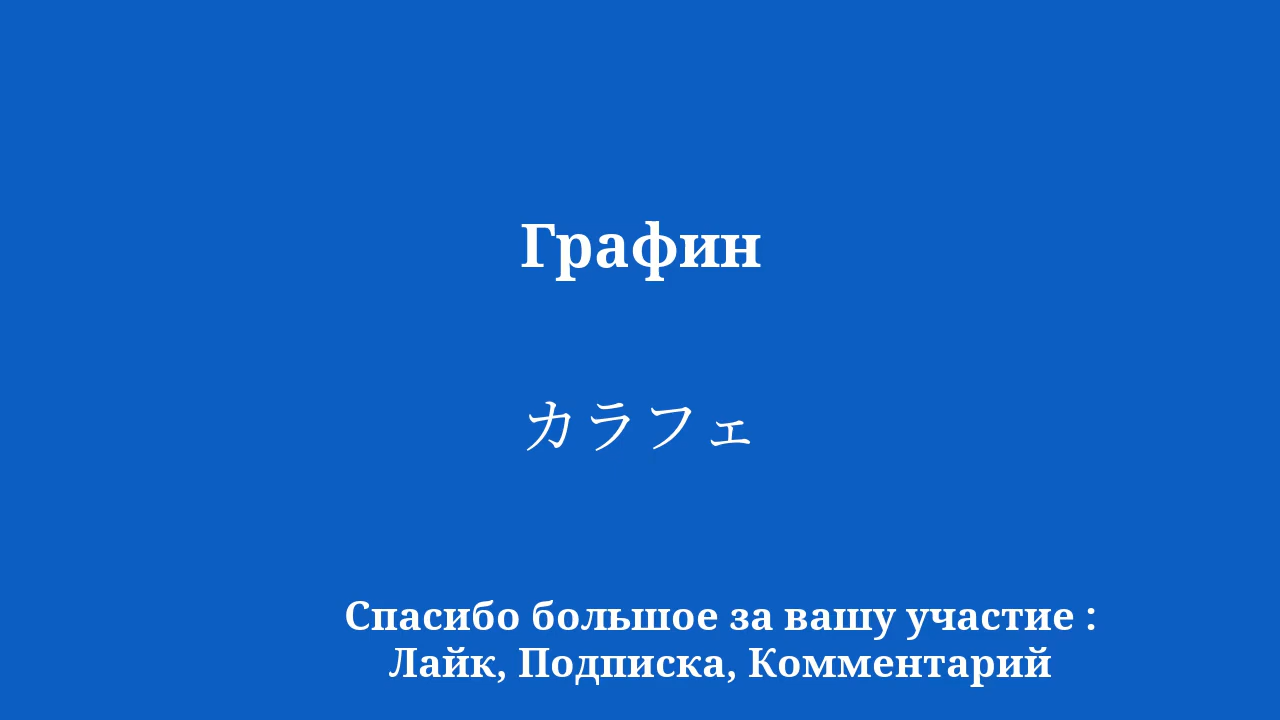 Графин
カラフェ
Спасибо большое за вашу участие :
Лайк, Подписка, Комментарий